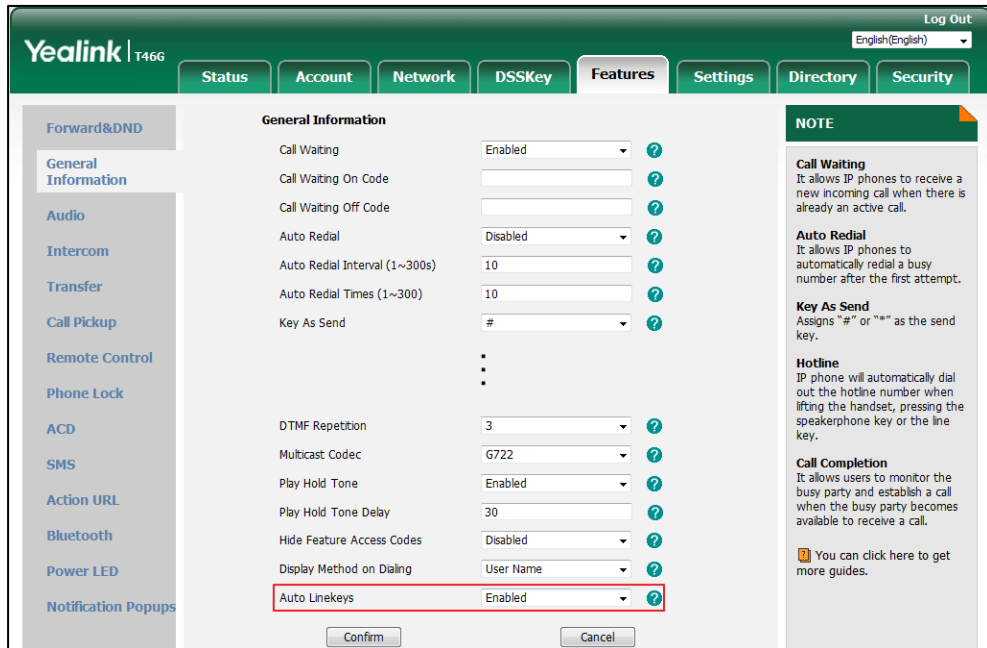 Log Out
English(English)
Yealink | T46G
Status Account Network DSSKey Features Settings Directory Security
Forward&DND
General
Information
Audio
Intercom
Transfer
Call Pickup
Remote Control
Phone Lock
ACD
SMS
Action URL
Bluetooth
Power LED
Notification Popups
General Information
Call Waiting Enabled ?
Call Waiting On Code ?
Call Waiting Off Code ?
Auto Redial Disabled ?
Auto Redial Interval (1~300s) 10 ?
Auto Redial Times (1~300) 10 ?
Key As Send # ?
DTMF Repetition 3 ?
Multicast Codec G722 ?
Play Hold Tone Enabled ?
Play Hold Tone Delay 30 ?
Hide Feature Access Codes Disabled ?
Display Method on Dialing User Name ?
Auto Linekeys Enabled ?
Confirm Cancel
NOTE
Call Waiting
It allows IP phones to receive a
new incoming call when there is
already an active call.
Auto Redial
It allows IP phones to
automatically redial a busy
number after the first attempt.
Key As Send
Assigns "#" or "*" as the send
key.
Hotline
IP phone will automatically dial
out the hotline number when
lifting the handset, pressing the
speakerphone key or the line
key.
Call Completion
It allows users to monitor the
busy party and establish a call
when the busy party becomes
available to receive a call.
? You can click here to get
more guides.